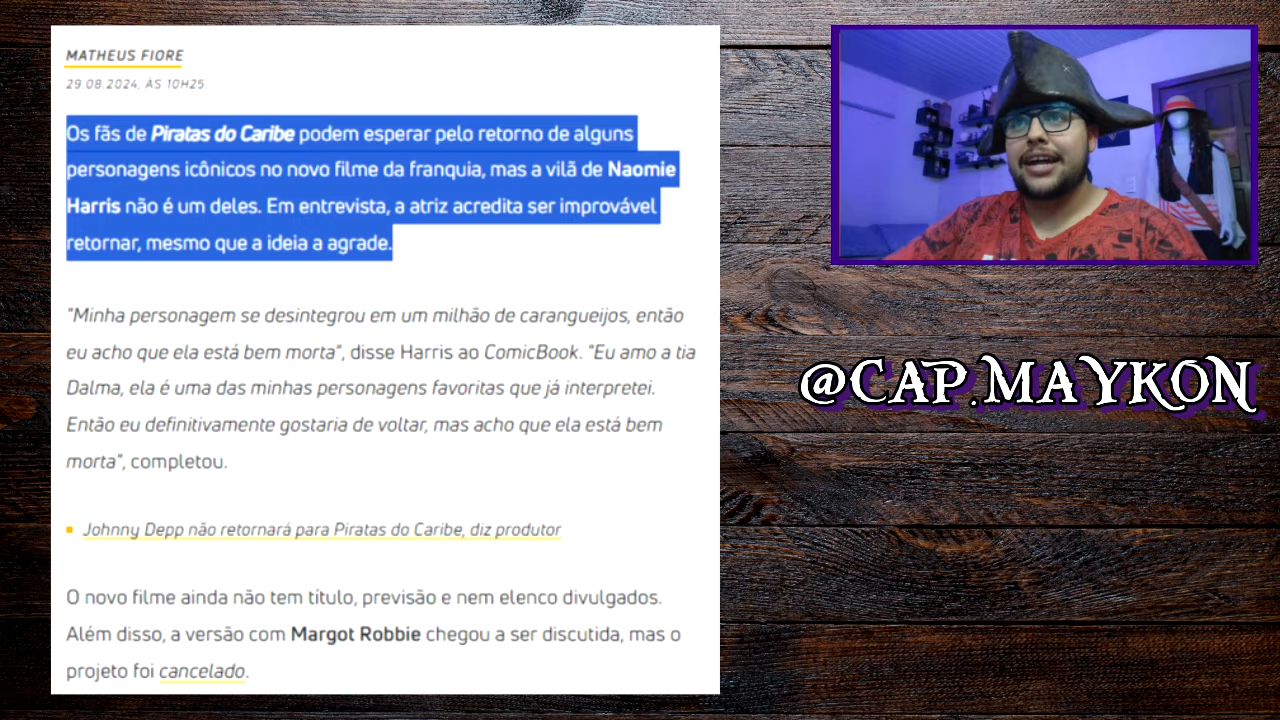 MATHEUS FIORE
29.08.2024, ÀS 10H25
Os fãs de Piratas do Caribe podem esperar pelo retorno de alguns
personagens icônicos no novo filme da franquia, mas a vilã de Naomie
Harris não é um deles. Em entrevista, a atriz acredita ser improvável
retornar, mesmo que a ideia a agrade.
"Minha personagem se desintegrou em um milhão de carangueijos, então
eu acho que ela está bem morta", disse Harris ao ComicBook. "Eu amo a tia
Dalma, ela é uma das minhas personagens favoritas que já interpretei.
Então eu definitivamente gostaria de voltar, mas acho que ela está bem
morta", completou.
Johnny Depp não retornará para Piratas do Caribe, diz produtor
O novo filme ainda não tem título, previsão e nem elenco divulgados.
Além disso, a versão com Margot Robbie chegou a ser discutida, mas o
projeto foi cancelado.
@CAP.MAYKON